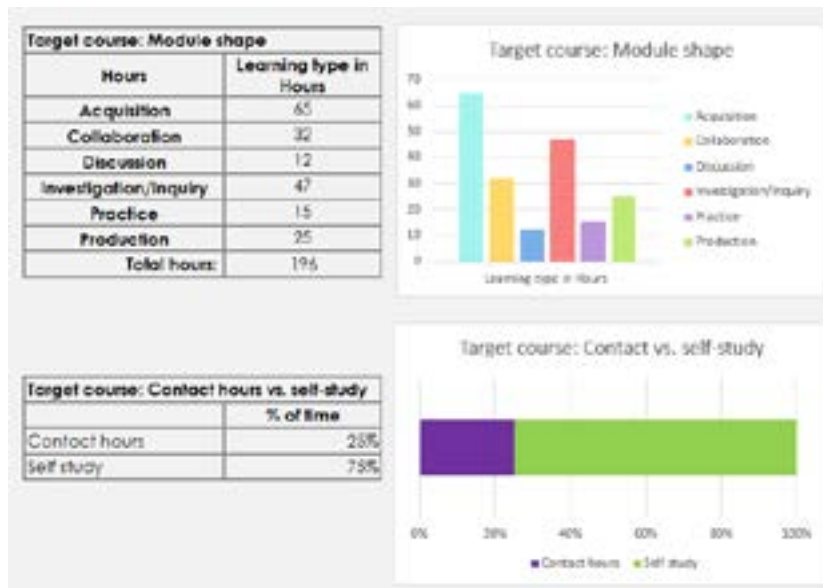 Target course: Module shape
Hours
Learning type in
Hours
Acquisition 65
Collaboration 32
Discussion 12
Investigation/Inquiry 47
Practice 15
Production 25
Total hours: 196
Target course: Module shape
70
60
50
40
30
20
10
0
Learning type in Hours
Acquisition
Collaboration
Discussion
Investigation/Inquiry
Practice
Production
Target course: Contact hours vs. self-study
% of time
Contact hours 25%
Self study 75%
Target course: Contact vs. self-study
0% 20% 40% 60% 80% 100%
Contact hours Self study